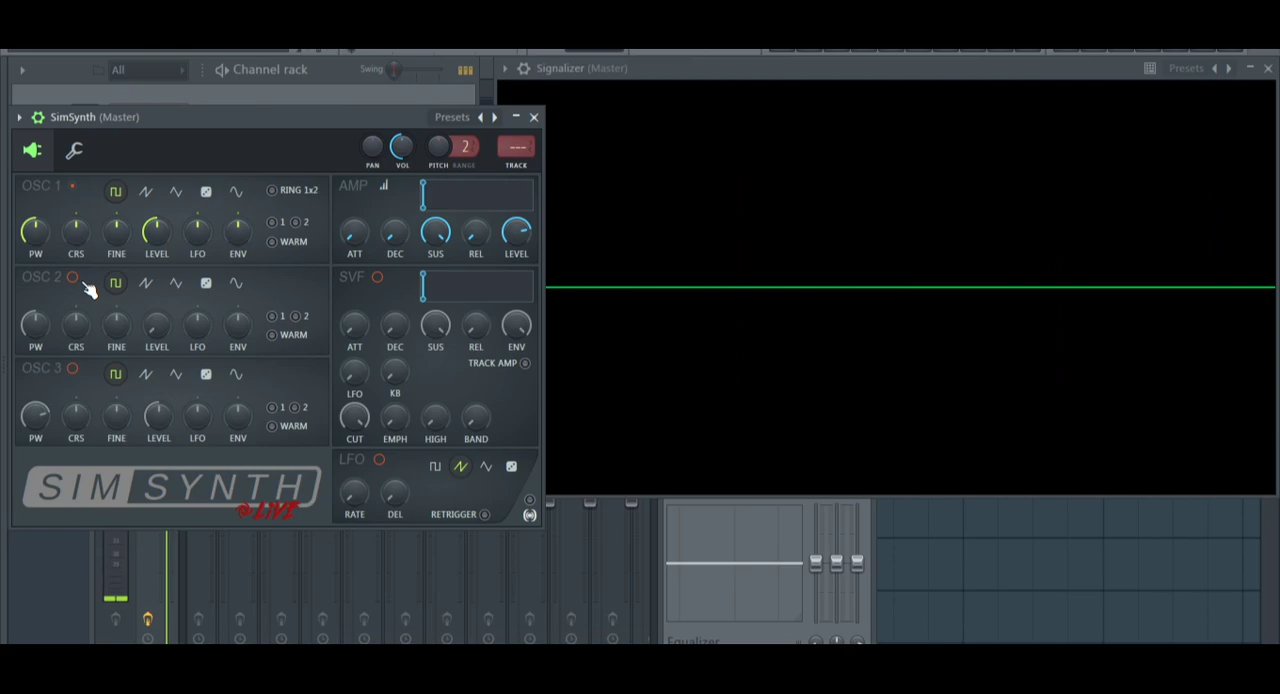 All
Channel rack
Swing
Signalizer (Master)
Presets
SimSynth (Master)
Presets
2
---
PAN
VOL
PITCH
RANGE
TRACK
OSC 1
RING 1x2
1
2
WARM
PW
CRS
FINE
LEVEL
LFO
ENV
AMP
ATT
DEC
SUS
REL
LEVEL
OSC 2
1
2
WARM
PW
CRS
FINE
LEVEL
LFO
ENV
SVF
ATT
DEC
SUS
REL
ENV
TRACK AMP
LFO
KB
CUT
EMPH
HIGH
BAND
OSC 3
1
2
WARM
PW
CRS
FINE
LEVEL
LFO
ENV
SIM SYNTH
LIVE
LFO
RATE
DEL
RETRIGGER
Equalizer